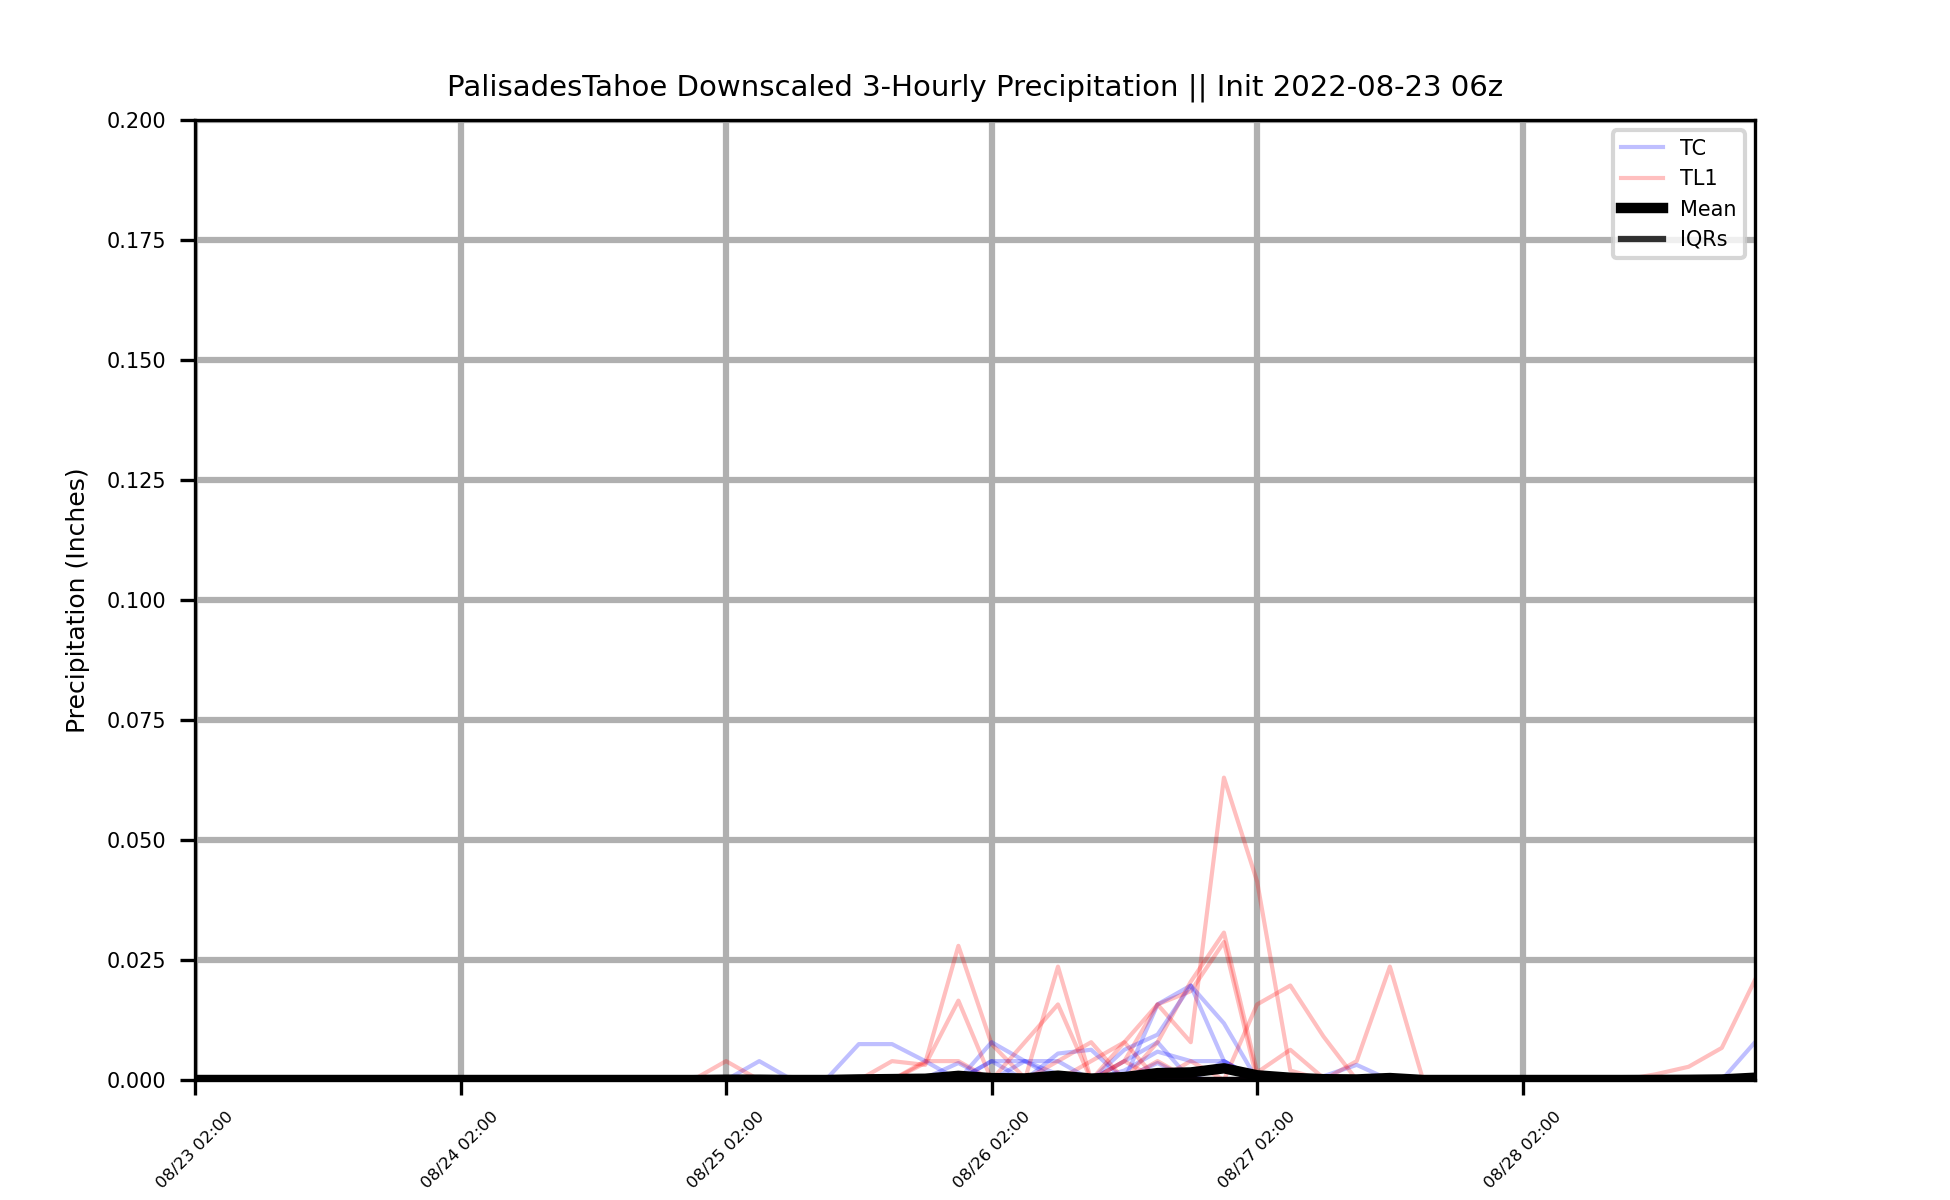 PalisadesTahoe Downscaled 3-Hourly Precipitation || Init 2022-08-23 06z
TC
TL1
Mean
IQRs
Precipitation (Inches)
0.200
0.175
0.150
0.125
0.100
0.075
0.050
0.025
0.000
08/23 02:00
08/24 02:00
08/25 02:00
08/26 02:00
08/27 02:00
08/28 02:00